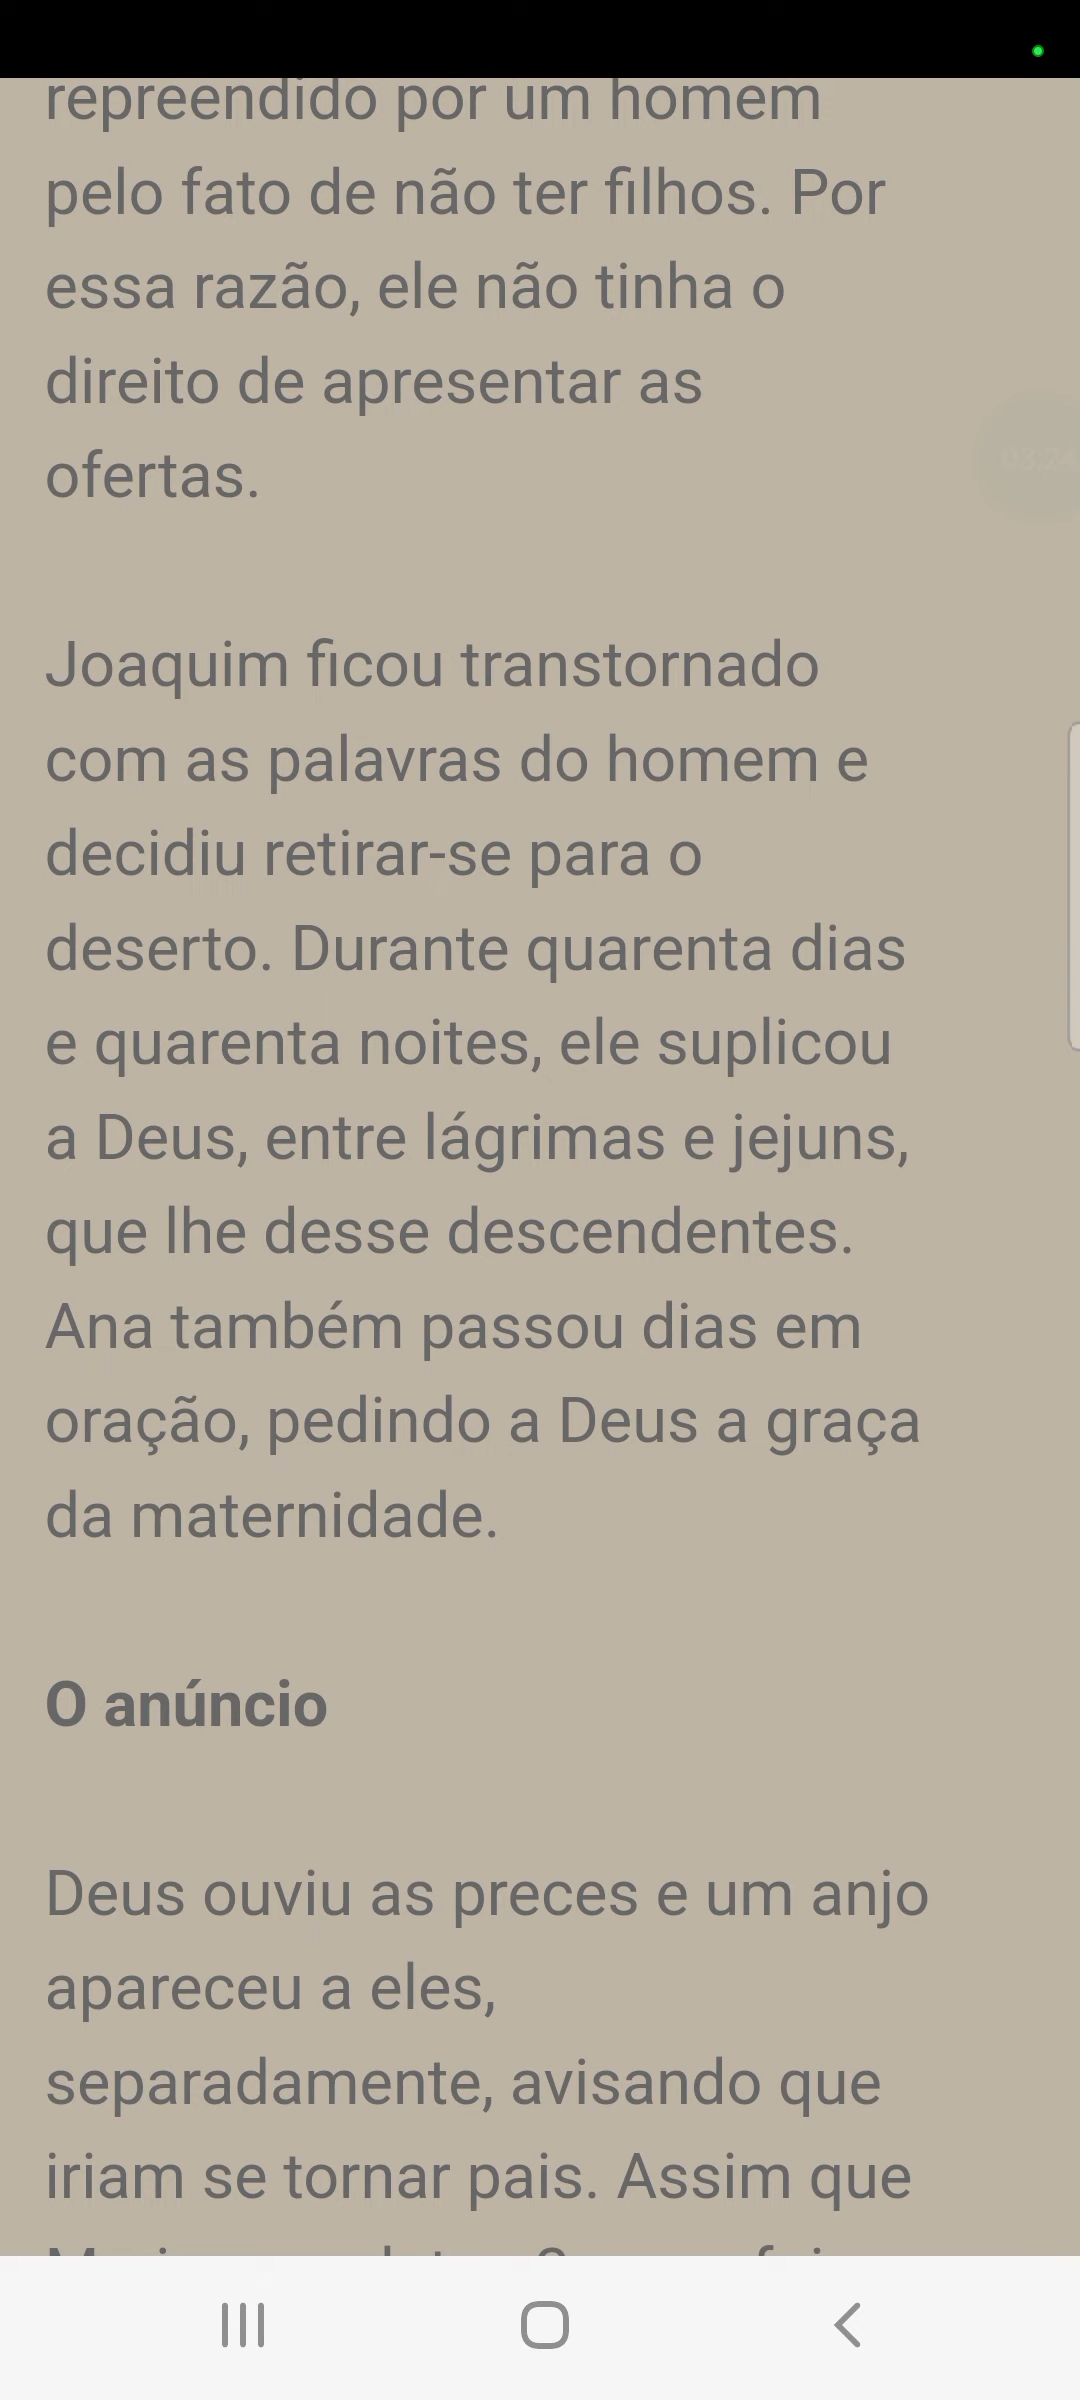 repreendido por um homem
pelo fato de não ter filhos. Por
essa razão, ele não tinha o
direito de apresentar as
ofertas.
Joaquim ficou transtornado
com as palavras do homem e
decidiu retirar-se para o
deserto. Durante quarenta dias
e quarenta noites, ele suplicou
a Deus, entre lágrimas e jejuns,
que lhe desse descendentes.
Ana também passou dias em
oração, pedindo a Deus a graça
da maternidade.
O anúncio
Deus ouviu as preces e um anjo
apareceu a eles,
separadamente, avisando que
iriam se tornar pais. Assim que